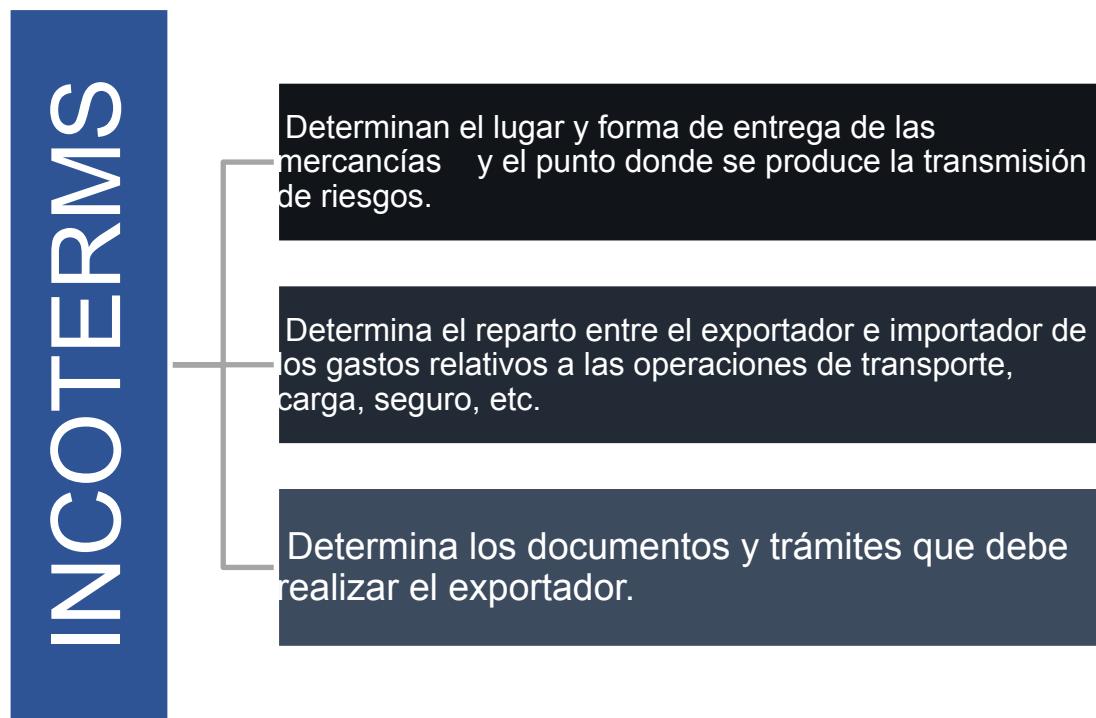 INCOTERMS
Determinan el lugar y forma de entrega de las
mercancías y el punto donde se produce la transmisión
de riesgos.
Determina el reparto entre el exportador e importador de
los gastos relativos a las operaciones de transporte,
carga, seguro, etc.
Determina los documentos y trámites que debe
realizar el exportador.